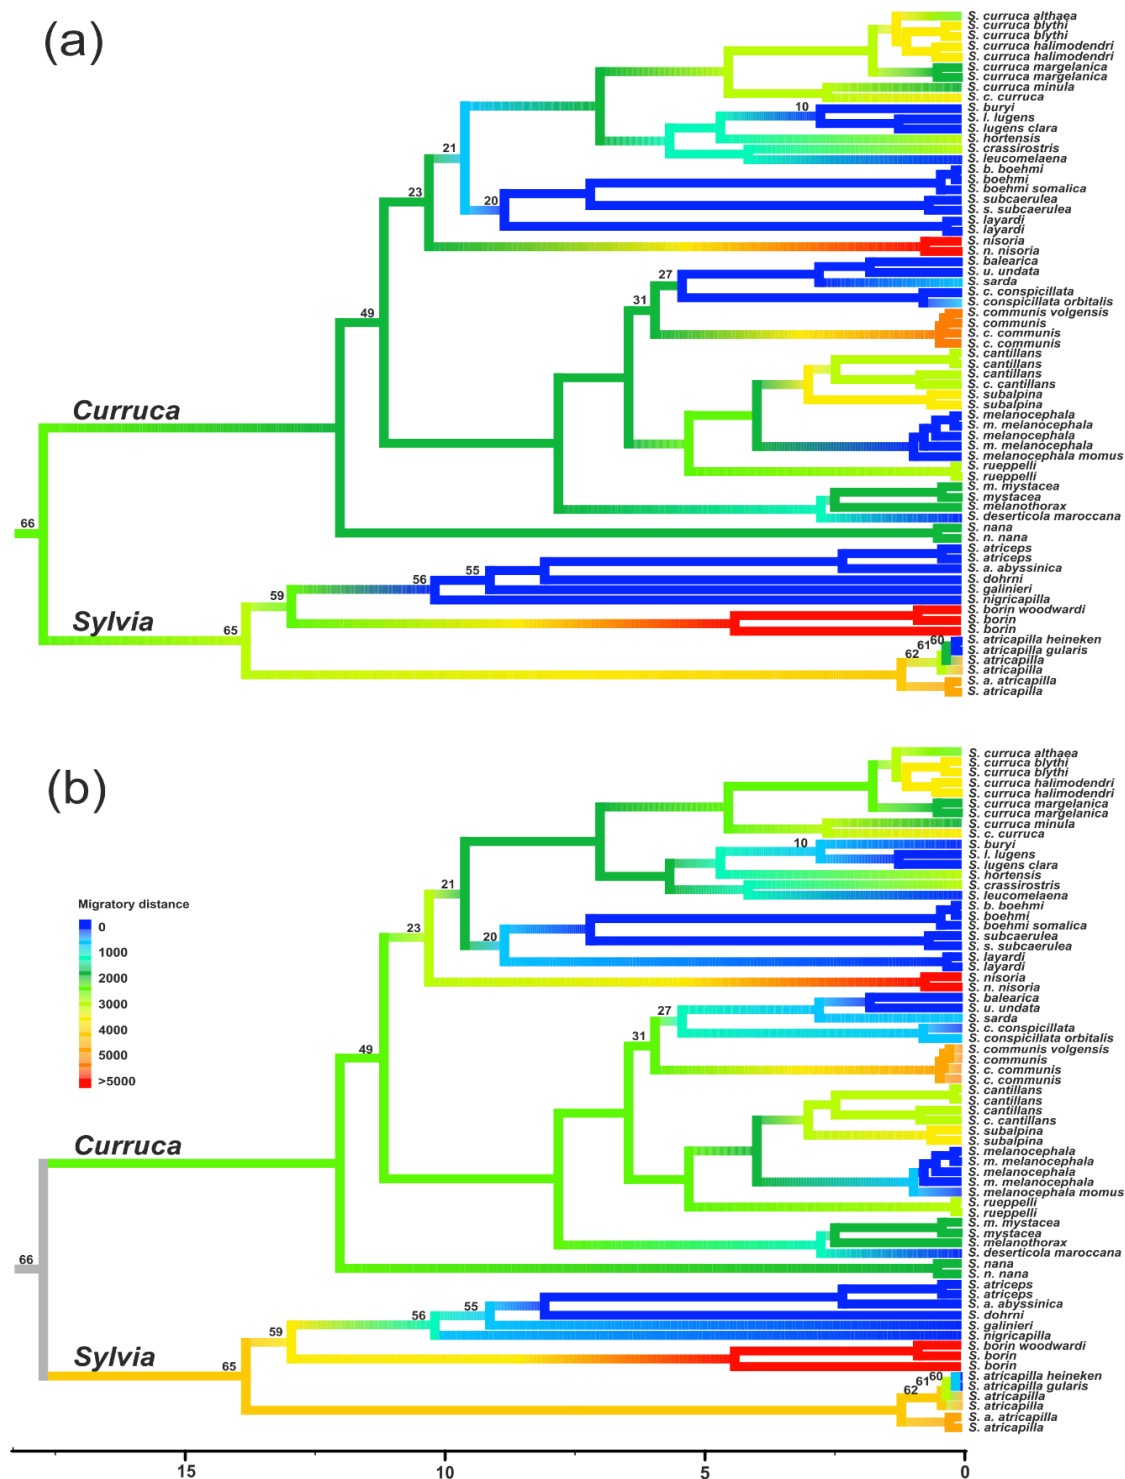 (a)
S. curruca althaea
S. curruca blythi
S. curruca blythi
S. curruca halimodendri
S. curruca halimodendri
S. curruca margelanica
S. curruca margelanica
S. curruca minula
S. c. curruca
10
S. buryi
S. l. lugens
S. lugens clara
S. hortensis
S. crassirostris
S. leucomelaena
21
S. b. boehmi
S. boehmi
S. boehmi somalica
23
20
S. subcaerulea
S. s. subcaerulea
S. layardi
S. layardi
S. nisoria
S. n. nisoria
S. balearica
27
S. u. undata
S. sarda
S. c. conspicillata
31
S. conspicillata orbitalis
49
S. communis volgensis
S. communis
S. c. communis
S. c. communis
S. cantillans
S. cantillans
S. cantillans
S. c. cantillans
S. subalpina
S. subalpina
Curruca
S. melanocephala
S. m. melanocephala
S. melanocephala
S. m. melanocephala
S. melanocephala momus
S. rueppelli
S. rueppelli
S. m. mystacea
S. mystacea
S. melanothorax
S. deserticola maroccana
66
S. nana
S. n. nana
S. atriceps
S. atriceps
55
S. a. abyssinica
56
S. dohrni
S. galinieri
59
S. nigricapilla
S. borin woodwardi
Sylvia
S. borin
65
S. borin
61 60
S. atricapilla heineken
S. atricapilla gularis
62
S. atricapilla
S. atricapilla
S. a. atricapilla
S. atricapilla
(b)
S. curruca althaea
S. curruca blythi
S. curruca blythi
S. curruca halimodendri
S. curruca halimodendri
S. curruca margelanica
S. curruca margelanica
S. curruca minula
S. c. curruca
10
S. buryi
S. l. lugens
S. lugens clara
S. hortensis
S. crassirostris
S. leucomelaena
21
Migratory distance
0
1000
2000
3000
4000
5000
>5000
S. b. boehmi
S. boehmi
S. boehmi somalica
23
20
S. subcaerulea
S. s. subcaerulea
S. layardi
S. layardi
S. nisoria
S. n. nisoria
S. balearica
27
S. u. undata
S. sarda
S. c. conspicillata
31
S. conspicillata orbitalis
49
S. communis volgensis
S. communis
S. c. communis
S. c. communis
S. cantillans
S. cantillans
S. cantillans
S. c. cantillans
S. subalpina
S. subalpina
Curruca
S. melanocephala
S. m. melanocephala
S. melanocephala
S. m. melanocephala
S. melanocephala momus
S. rueppelli
S. rueppelli
S. m. mystacea
S. mystacea
S. melanothorax
S. deserticola maroccana
66
S. nana
S. n. nana
S. atriceps
S. atriceps
55
S. a. abyssinica
56
S. dohrni
S. galinieri
59
S. nigricapilla
S. borin woodwardi
Sylvia
S. borin
65
S. borin
61 60
S. atricapilla heineken
S. atricapilla gularis
62
S. atricapilla
S. atricapilla
S. a. atricapilla
S. atricapilla
15 10 5 0